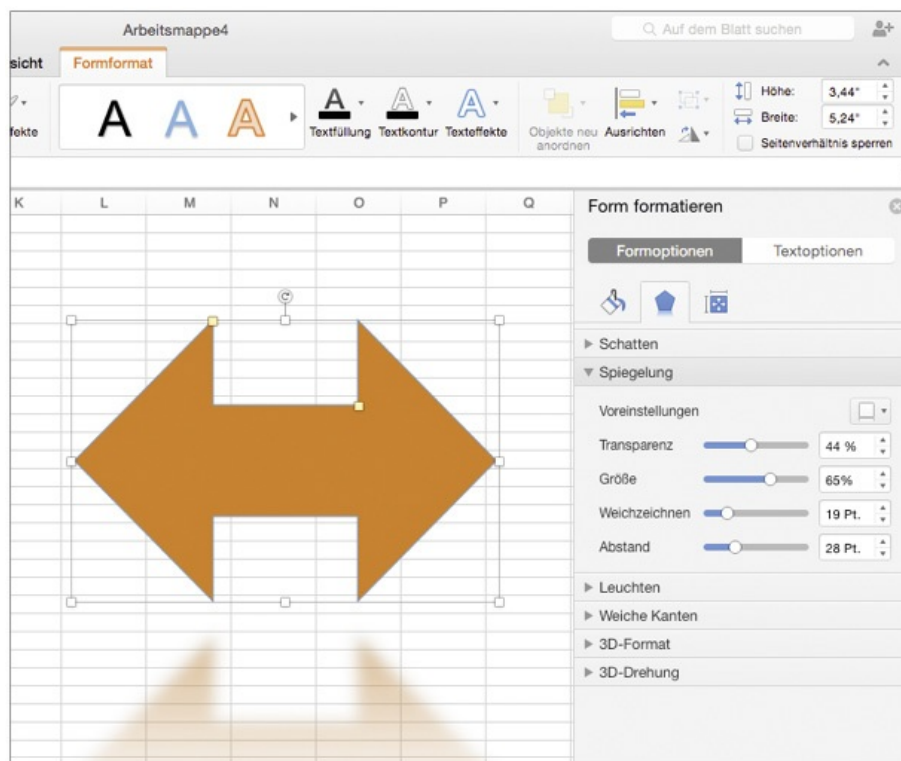 Arbeitsmappe4
Auf dem Blatt suchen
sicht Formformat
fekte
A A A
A A A
Textfüllung Textkontur Texteffekte
Objekte neu anordnen
Ausrichten
Höhe: 3,44"
Breite: 5,24"
Seitenverhältnis sperren
K L M N O P Q
Form formatieren
Formoptionen Textoptionen
Schatten
Spiegelung
Voreinstellungen
Transparenz 44 %
Größe 65%
Weichzeichnen 19 Pt.
Abstand 28 Pt.
Leuchten
Weiche Kanten
3D-Format
3D-Drehung